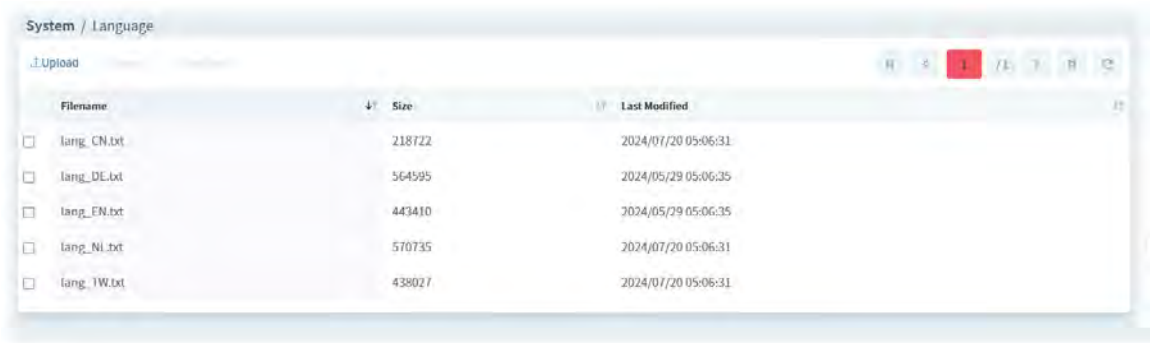 System / Language
Upload
1 /1
Filename Size Last Modified
lang_CN.txt 218722 2024/07/20 05:06:31
lang_DE.txt 564595 2024/05/29 05:06:35
lang_EN.txt 443410 2024/05/29 05:06:35
lang_NL.txt 570735 2024/07/20 05:06:31
lang_TW.txt 438027 2024/07/20 05:06:31